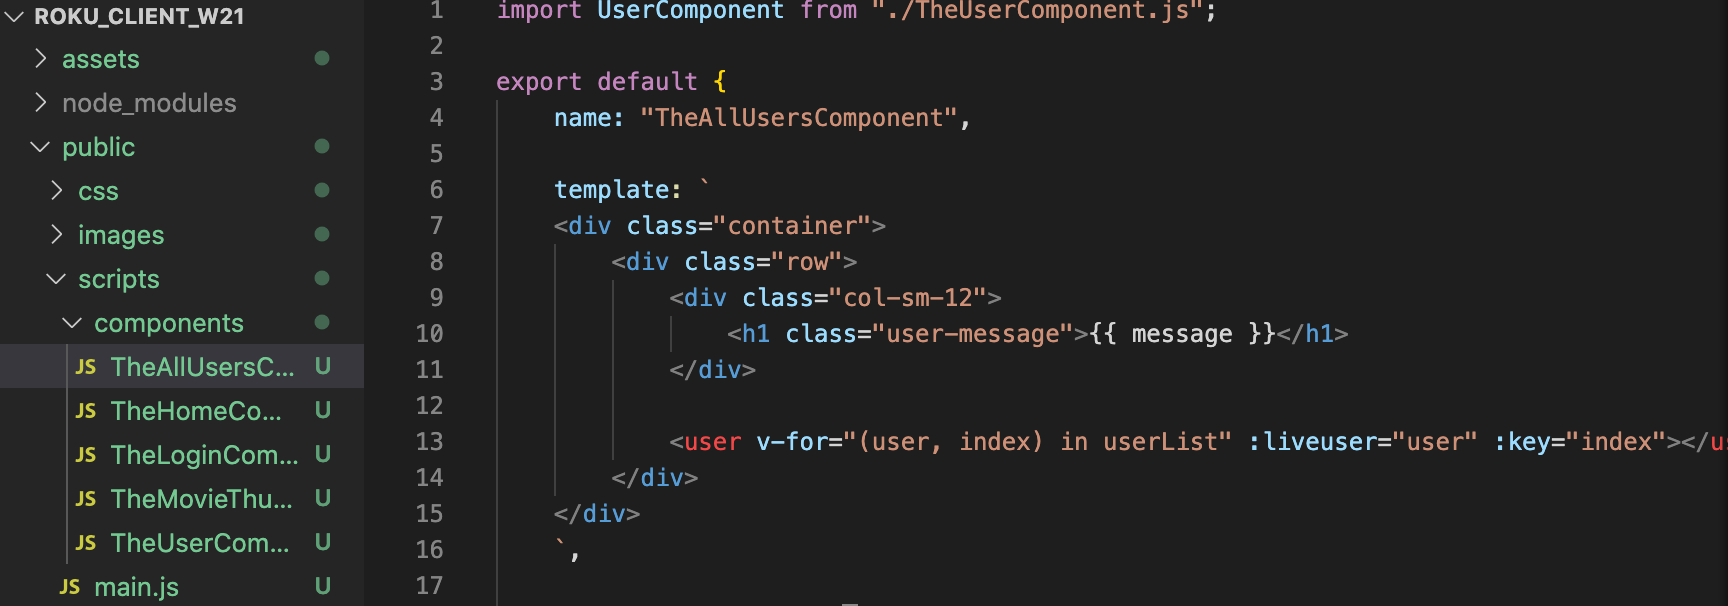 ROKU_CLIENT_W21
assets
node_modules
public
css
images
scripts
components
JS TheAllUsersC... U
JS TheHomeCo... U
JS TheLoginCom... U
JS TheMovieThu... U
JS TheUserCom... U
JS main.js U
1 import UserComponent from "./TheUserComponent.js";
2
3 export default {
4 name: "TheAllUsersComponent",
5
6 template: `
7 <div class="container">
8 <div class="row">
9 <div class="col-sm-12">
10 <h1 class="user-message">{{ message }}</h1>
11 </div>
12
13 <user v-for="(user, index) in userList" :liveuser="user" :key="index"></us
14 </div>
15 </div>
16 `,
17